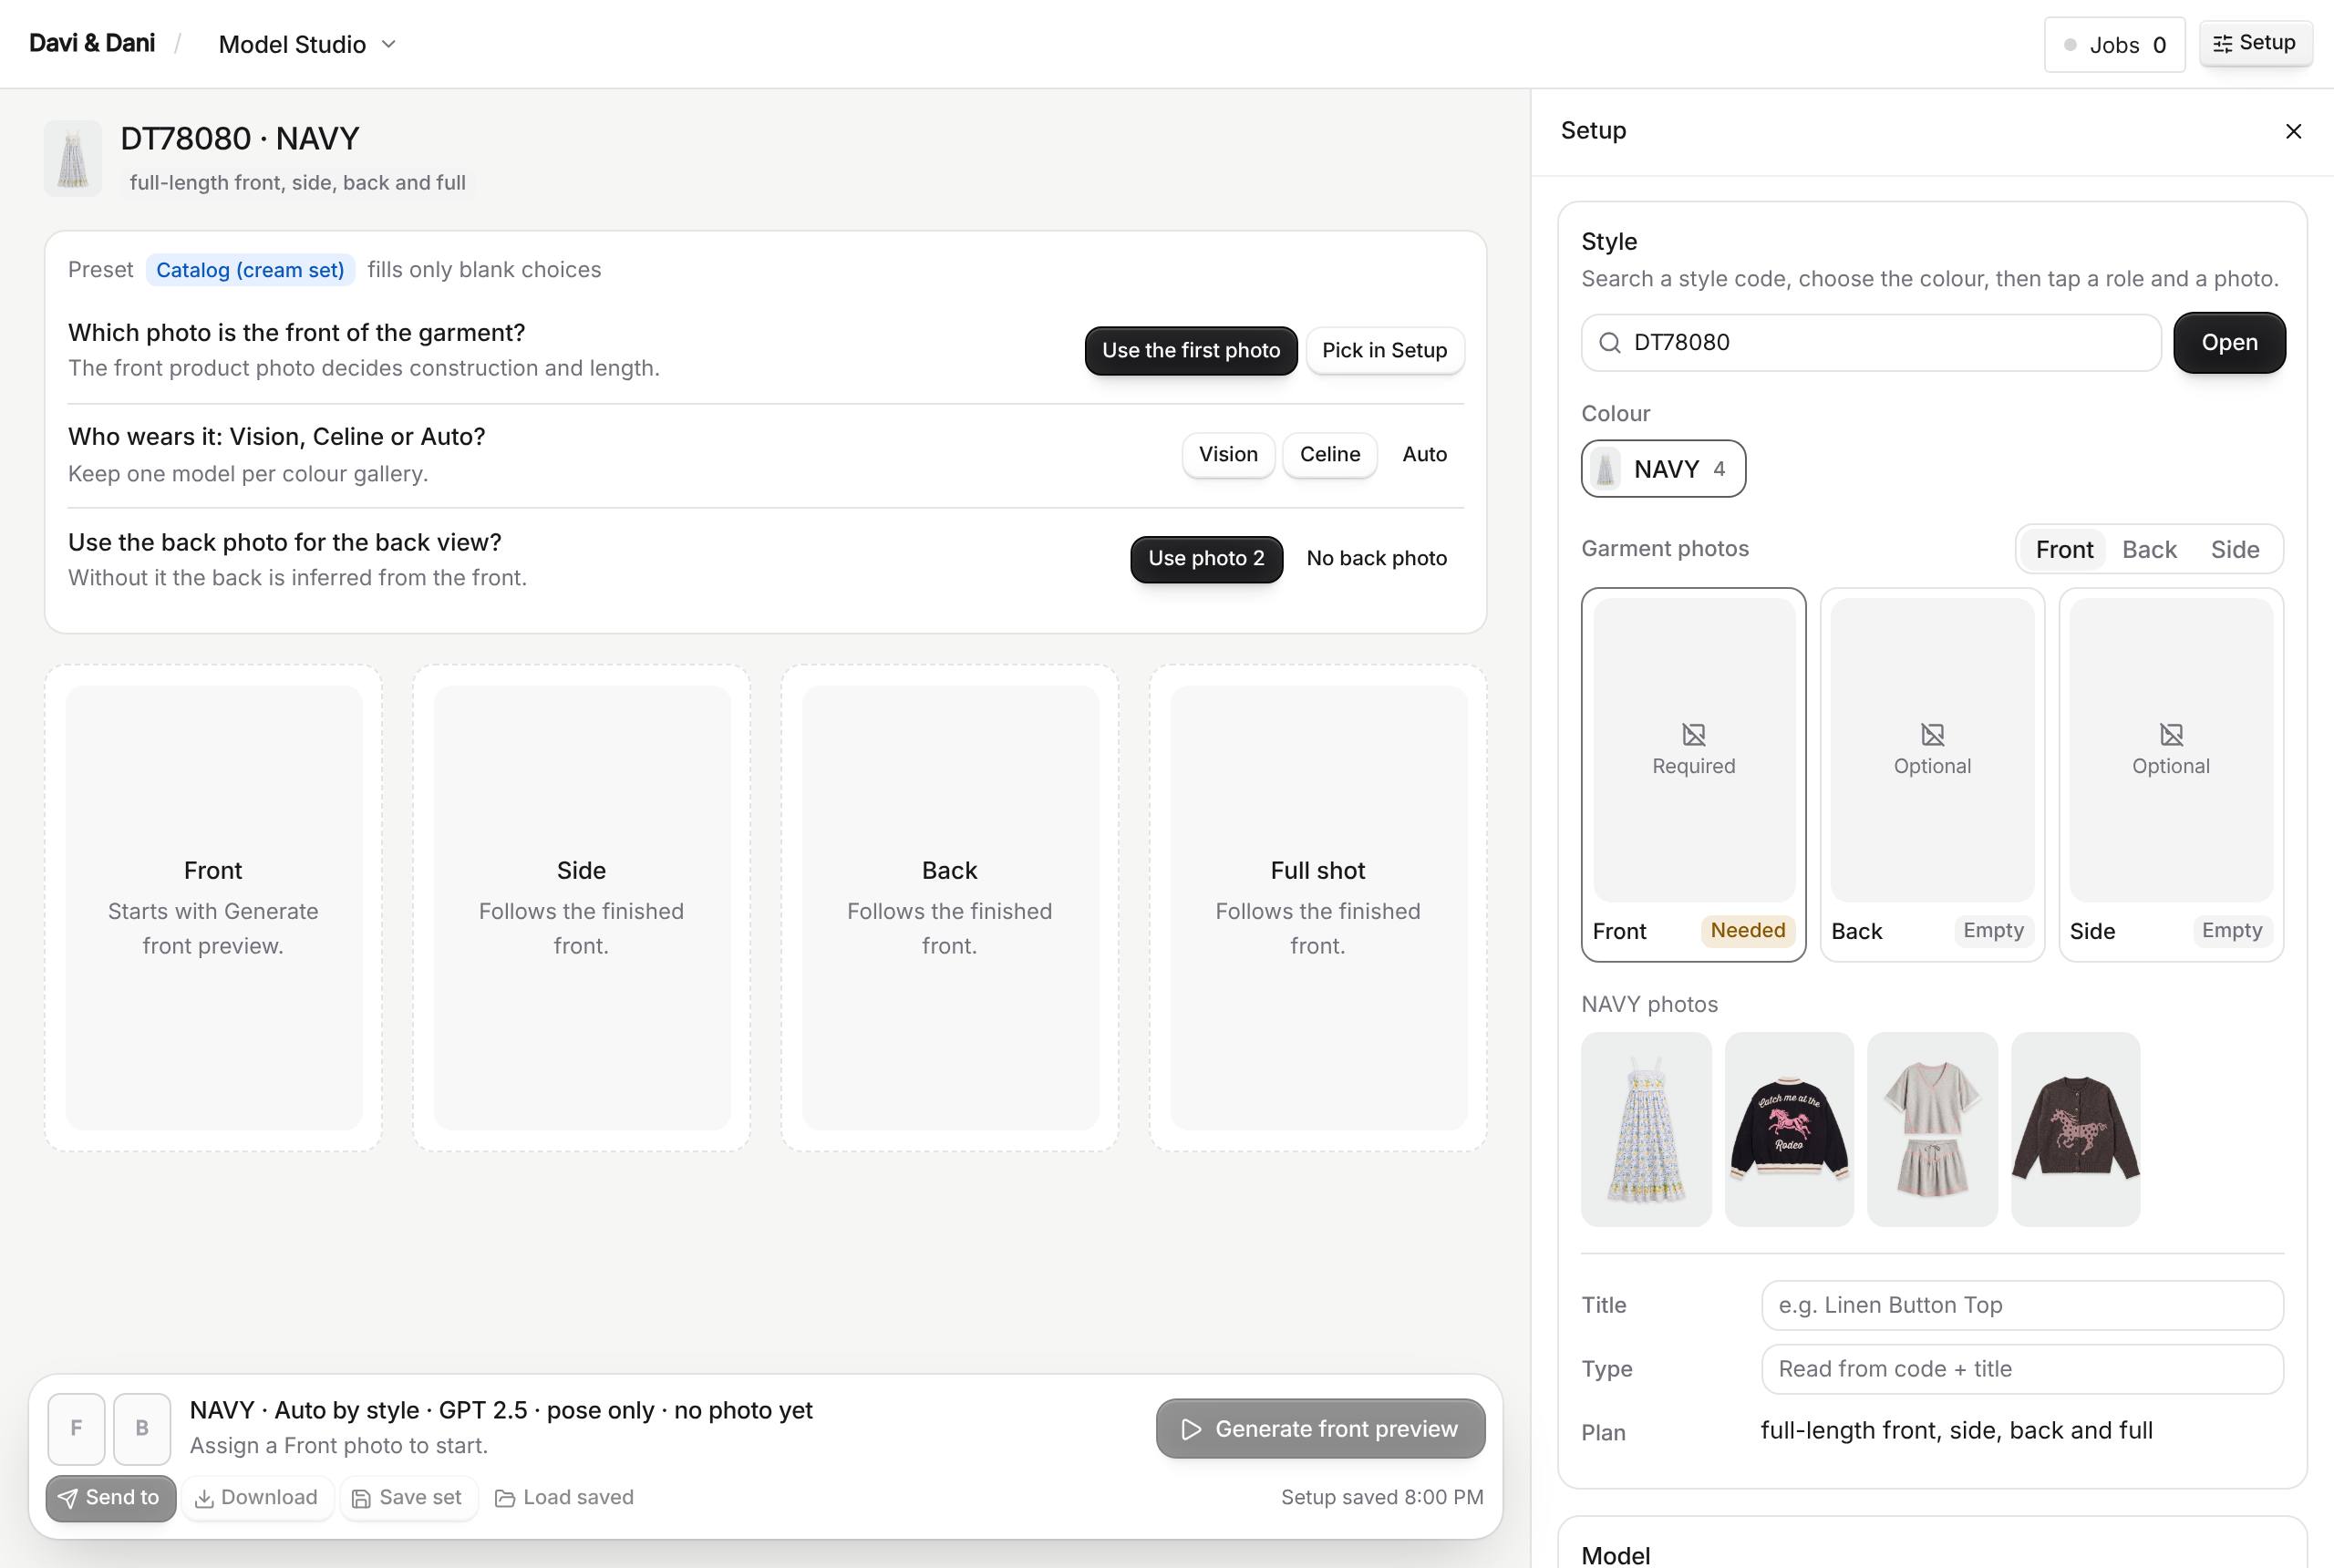 Davi & Dani / Model Studio
Jobs 0
Setup
DT78080 · NAVY
full-length front, side, back and full
Preset Catalog (cream set) fills only blank choices
Which photo is the front of the garment?
The front product photo decides construction and length.
Use the first photo
Pick in Setup
Who wears it: Vision, Celine or Auto?
Keep one model per colour gallery.
Vision
Celine
Auto
Use the back photo for the back view?
Without it the back is inferred from the front.
Use photo 2
No back photo
Front
Starts with Generate
front preview.
Side
Follows the finished
front.
Back
Follows the finished
front.
Full shot
Follows the finished
front.
F
B
NAVY · Auto by style · GPT 2.5 · pose only · no photo yet
Assign a Front photo to start.
Generate front preview
Send to
Download
Save set
Load saved
Setup saved 8:00 PM
Setup
Style
Search a style code, choose the colour, then tap a role and a photo.
DT78080
Open
Colour
NAVY 4
Garment photos
Front
Back
Side
Required
Optional
Optional
Front Needed
Back Empty
Side Empty
NAVY photos
Catch me at the
Rodeo
Title
e.g. Linen Button Top
Type
Read from code + title
Plan
full-length front, side, back and full
Model